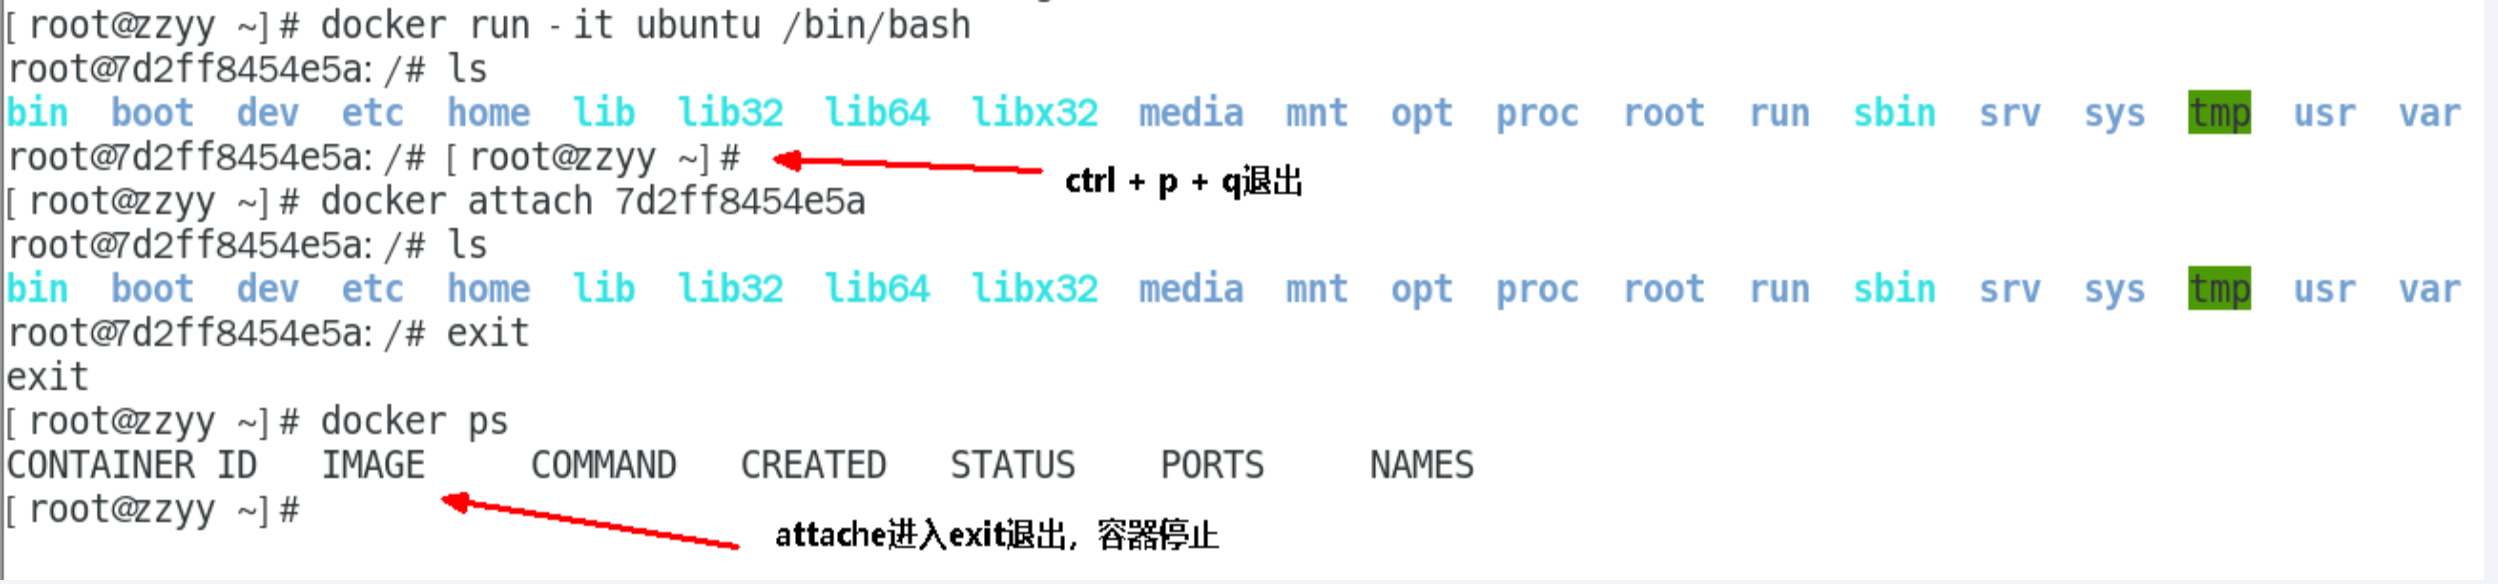 [root@zzyy ~]# docker run -it ubuntu /bin/bash
root@7d2ff8454e5a:/# ls
bin boot dev etc home lib lib32 lib64 libx32 media mnt opt proc root run sbin srv sys tmp usr var
root@7d2ff8454e5a:/# [root@zzyy ~]#
ctrl + p + q退出
[root@zzyy ~]# docker attach 7d2ff8454e5a
root@7d2ff8454e5a:/# ls
bin boot dev etc home lib lib32 lib64 libx32 media mnt opt proc root run sbin srv sys tmp usr var
root@7d2ff8454e5a:/# exit
exit
[root@zzyy ~]# docker ps
CONTAINER ID IMAGE COMMAND CREATED STATUS PORTS NAMES
[root@zzyy ~]#
attache进入exit退出，容器停止